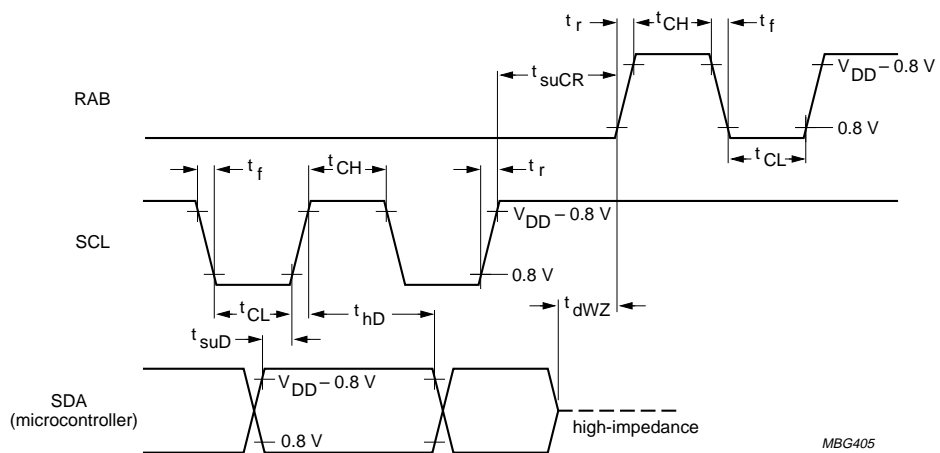 t r
t CH
t f
t suCR
V DD – 0.8 V
RAB
0.8 V
t CL
t f
t CH
t r
V DD – 0.8 V
SCL
0.8 V
t CL
t hD
t dWZ
t suD
V DD – 0.8 V
SDA
(microcontroller)
0.8 V
high-impedance
MBG405